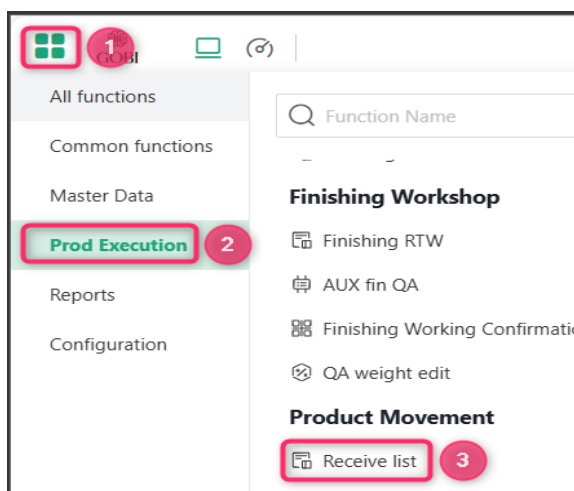 1
GOBI
All functions
Function Name
Common functions
Master Data
Finishing Workshop
Prod Execution 2
Finishing RTW
AUX fin QA
Reports
Finishing Working Confirmatio
Configuration
QA weight edit
Product Movement
Receive list 3